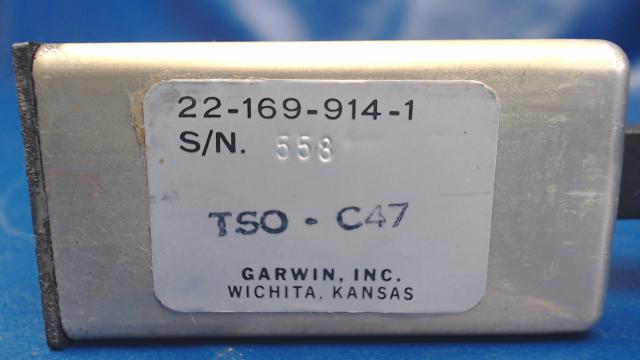 22-169-914-1
S/N. 558
TSO - C47
GARWIN, INC.
WICHITA, KANSAS